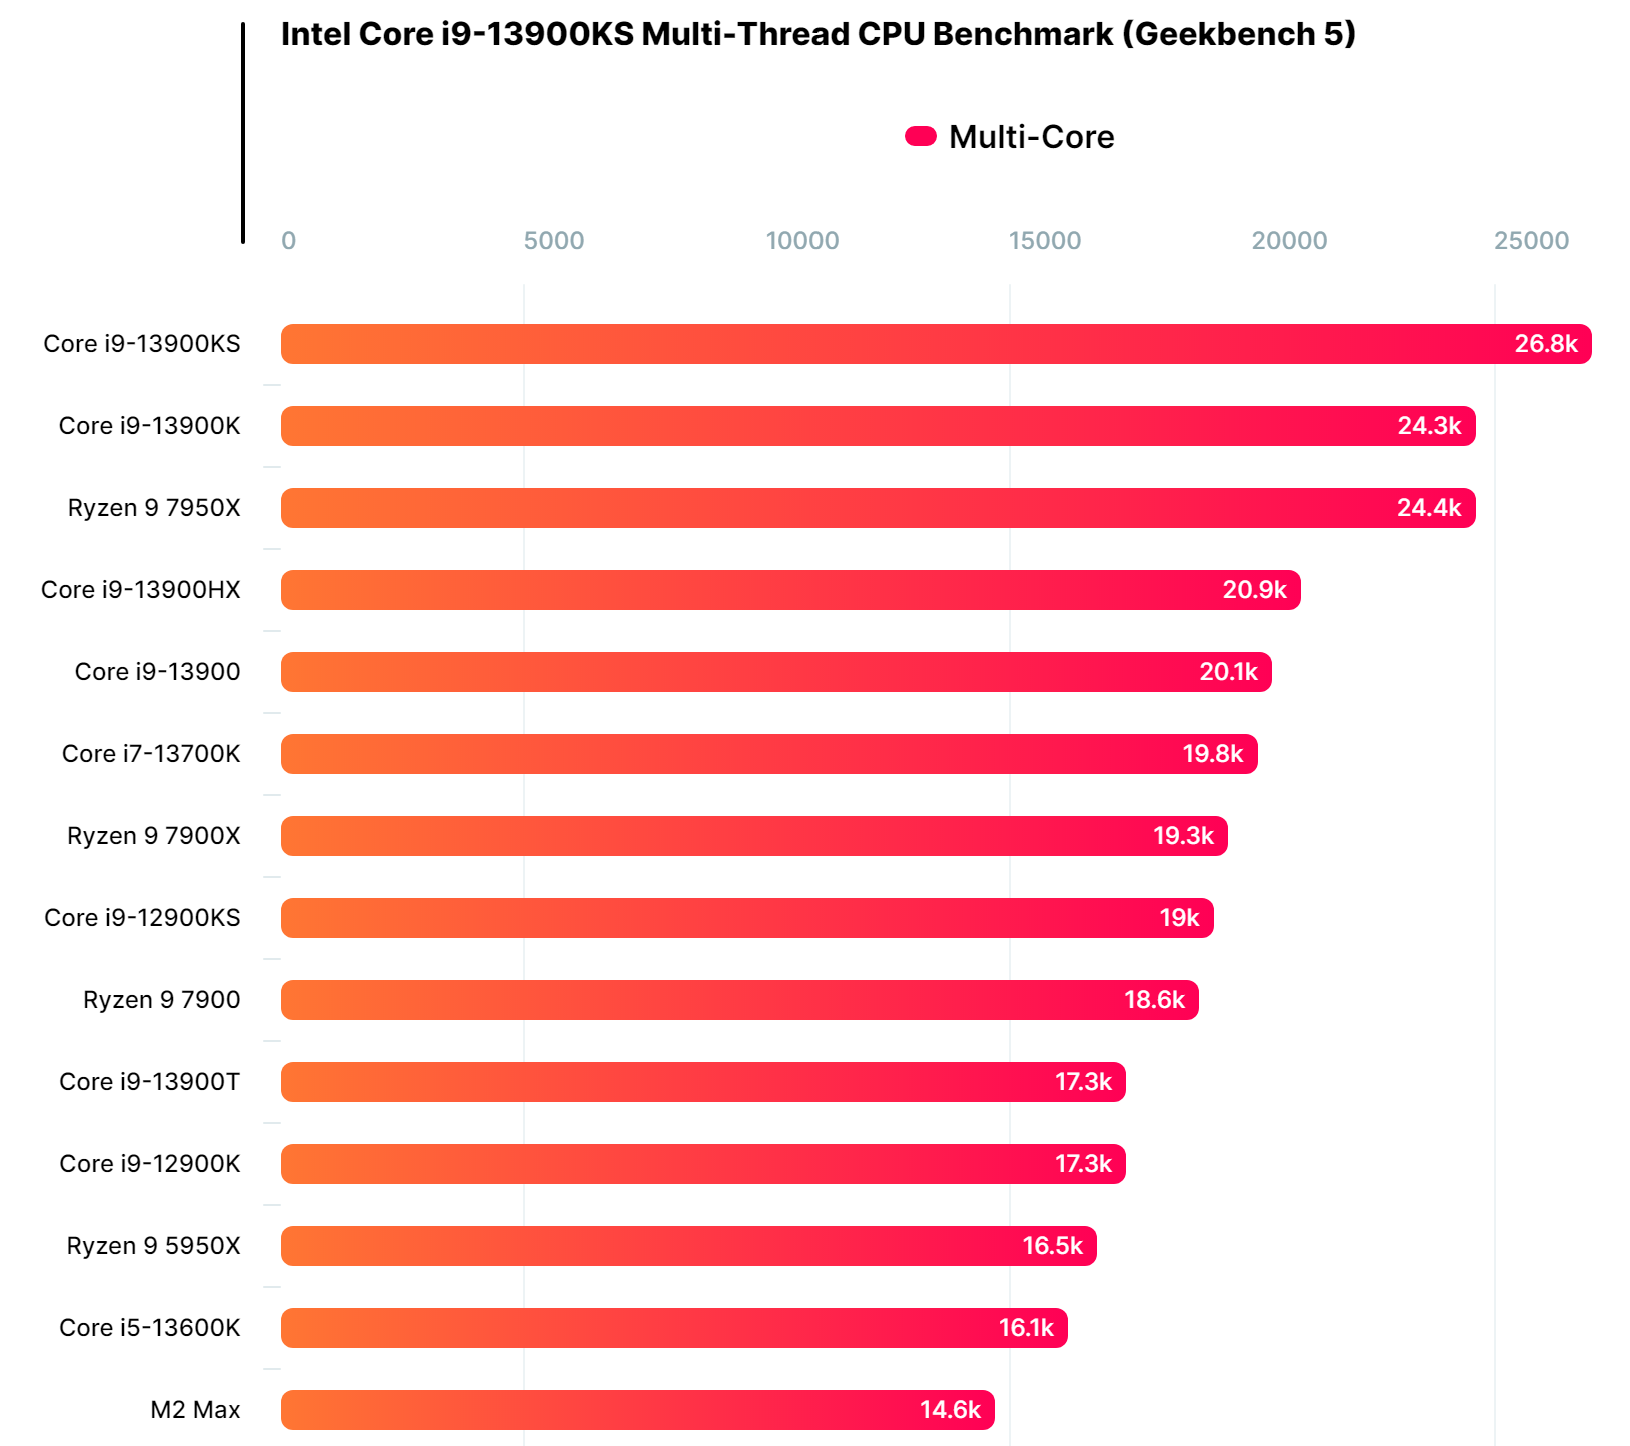 Intel Core i9-13900KS Multi-Thread CPU Benchmark (Geekbench 5)
Multi-Core
0 5000 10000 15000 20000 25000
Core i9-13900KS 26.8k
Core i9-13900K 24.3k
Ryzen 9 7950X 24.4k
Core i9-13900HX 20.9k
Core i9-13900 20.1k
Core i7-13700K 19.8k
Ryzen 9 7900X 19.3k
Core i9-12900KS 19k
Ryzen 9 7900 18.6k
Core i9-13900T 17.3k
Core i9-12900K 17.3k
Ryzen 9 5950X 16.5k
Core i5-13600K 16.1k
M2 Max 14.6k